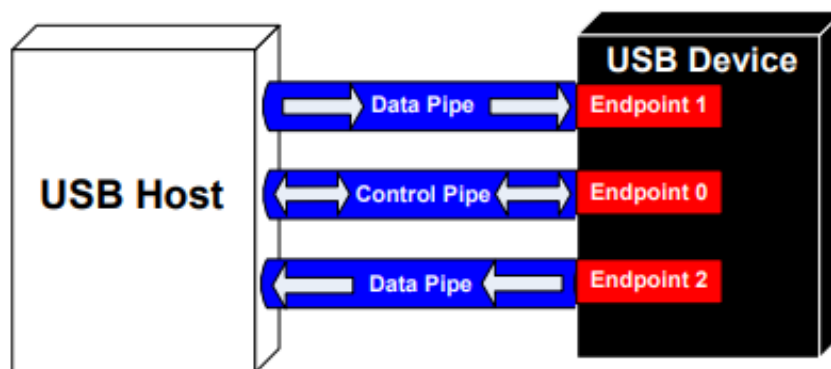 USB Device
Data Pipe
Endpoint 1
USB Host
Control Pipe
Endpoint 0
Data Pipe
Endpoint 2